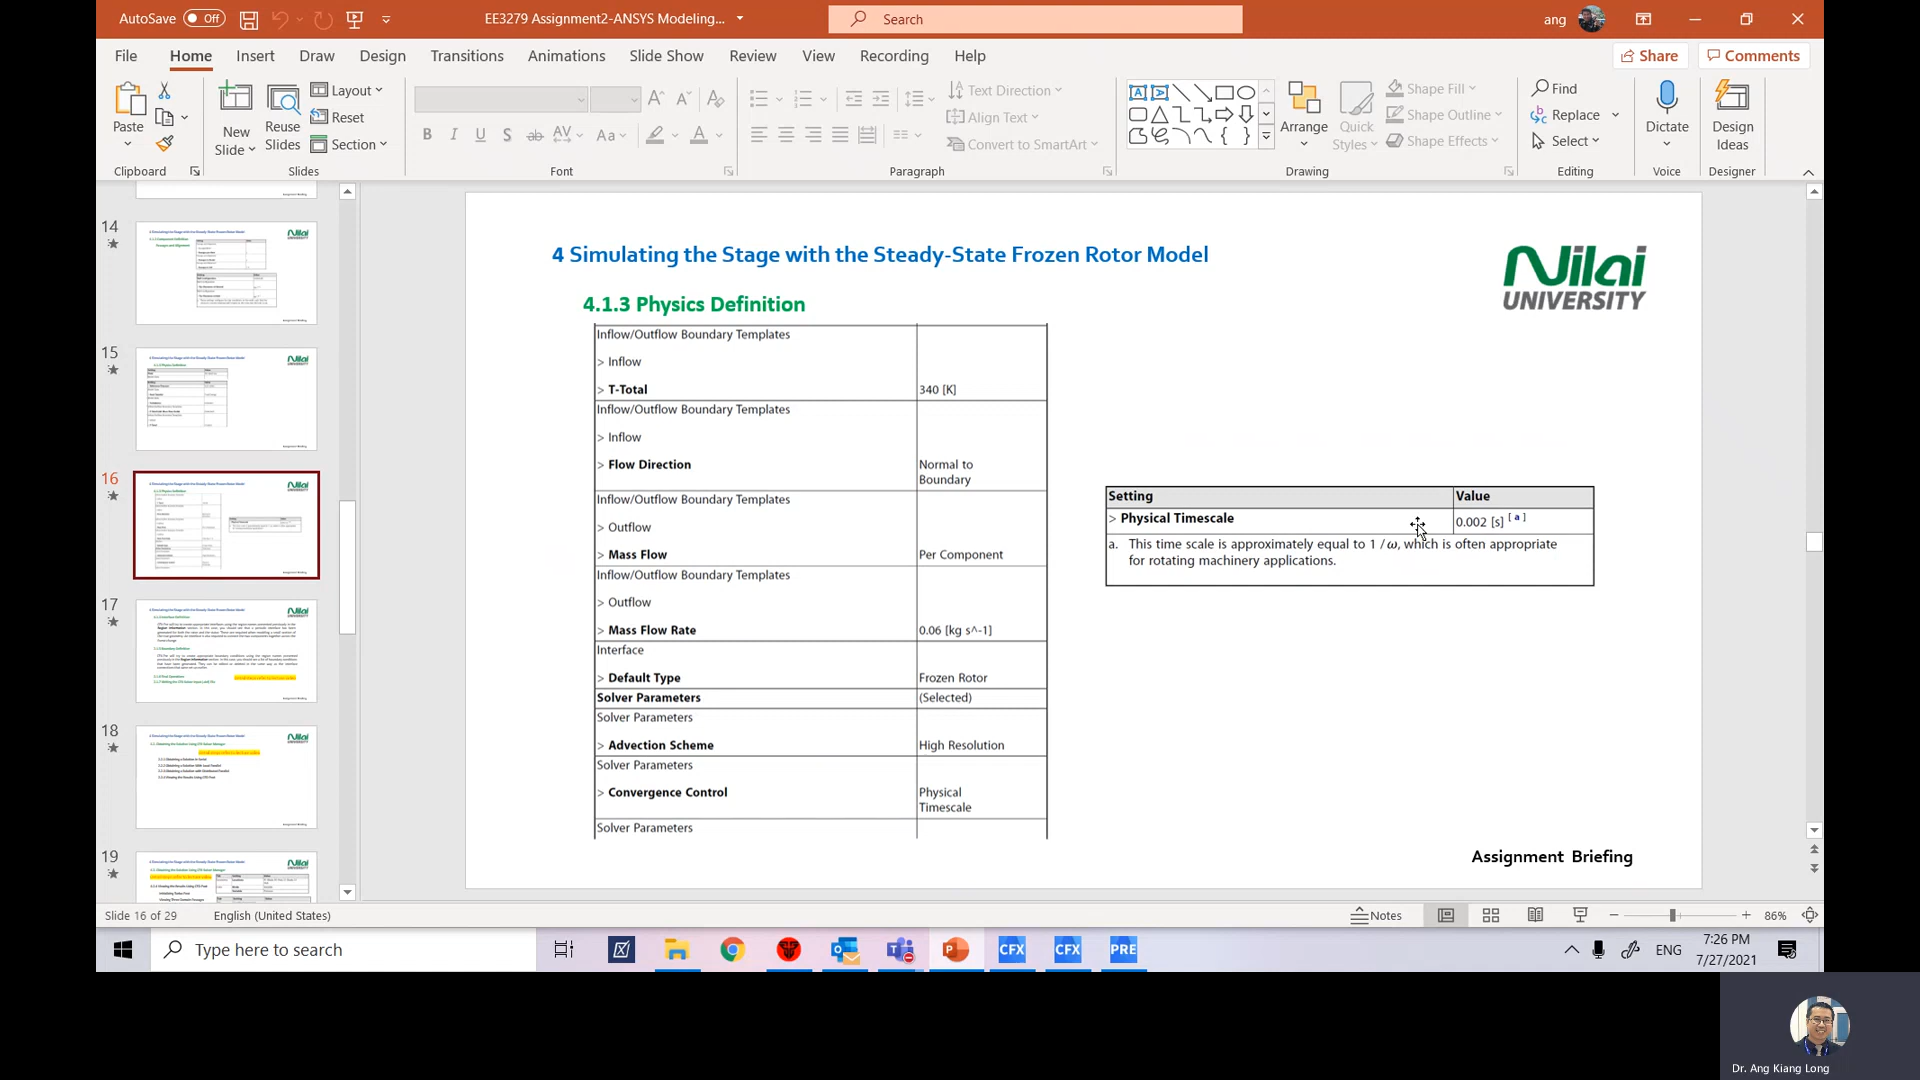 AutoSave Off
EE3279 Assignment2-ANSYS Modeling...
Search
ang
File Home Insert Draw Design Transitions Animations Slide Show Review View Recording Help
Share Comments
Paste
New Slide
Reuse Slides
Layout
Reset
Section
Text Direction
Align Text
Convert to SmartArt
Arrange
Quick Styles
Shape Fill
Shape Outline
Shape Effects
Find
Replace
Select
Dictate
Design Ideas
Clipboard Slides Font Paragraph Drawing Editing Voice Designer
14
15
16
17
18
19
4 Simulating the Stage with the Steady-State Frozen Rotor Model
Nilai
UNIVERSITY
4.1.3 Physics Definition
Inflow/Outflow Boundary Templates
> Inflow
> T-Total 340 [K]
Inflow/Outflow Boundary Templates
> Inflow
> Flow Direction Normal to
Boundary
Inflow/Outflow Boundary Templates
> Outflow
> Mass Flow Per Component
Inflow/Outflow Boundary Templates
> Outflow
> Mass Flow Rate 0.06 [kg s^-1]
Interface
> Default Type Frozen Rotor
Solver Parameters (Selected)
Solver Parameters
> Advection Scheme High Resolution
Solver Parameters
> Convergence Control Physical
Timescale
Solver Parameters
Setting Value
> Physical Timescale 0.002 [s] [ a ]
a. This time scale is approximately equal to 1 / ω, which is often appropriate
for rotating machinery applications.
Assignment Briefing
Slide 16 of 29 English (United States) Notes 86%
Type here to search
CFX CFX PRE
ENG
7:26 PM
7/27/2021
Dr. Ang Kiang Long